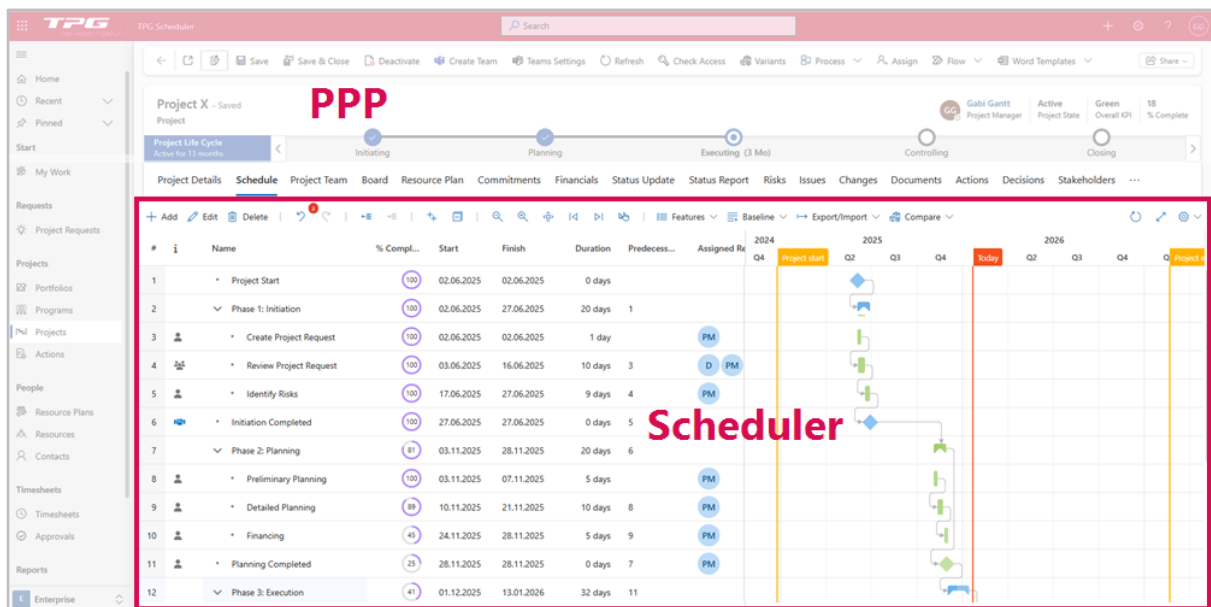 TPG TPG Scheduler Search GG
THE PROJECT GROUP
Save Save & Close Deactivate Create Team Teams Settings Refresh Check Access Variants Process Assign Flow Word Templates Share
Home
Recent
Pinned
Start
My Work
Requests
Project Requests
Projects
Portfolios
Programs
Projects
Actions
People
Resource Plans
Resources
Contacts
Timesheets
Timesheets
Approvals
Reports
E Enterprise
Project X - Saved
Project
PPP
GG Gabi Gantt Active Green 18
Project Manager Project State Overall KPI % Complete
Project Life Cycle
Active for 13 months
Initiating Planning Executing (3 Mo) Controlling Closing
Project Details Schedule Project Team Board Resource Plan Commitments Financials Status Update Status Report Risks Issues Changes Documents Actions Decisions Stakeholders ...
Add Edit Delete 8 Features Baseline Export/Import Compare
# i Name % Compl... Start Finish Duration Predecess... Assigned Re
2024 2025 2026
Q4 Project start Q2 Q3 Q4 Today Q2 Q3 Q4 Q Project e
1 Project Start 100 02.06.2025 02.06.2025 0 days
2 Phase 1: Initiation 100 02.06.2025 27.06.2025 20 days 1
3 Create Project Request 100 02.06.2025 02.06.2025 1 day PM
4 Review Project Request 100 03.06.2025 16.06.2025 10 days 3 D PM
5 Identify Risks 100 17.06.2025 27.06.2025 9 days 4 PM
6 Initiation Completed 100 27.06.2025 27.06.2025 0 days 5
Scheduler
7 Phase 2: Planning 81 03.11.2025 28.11.2025 20 days 6
8 Preliminary Planning 100 03.11.2025 07.11.2025 5 days PM
9 Detailed Planning 89 10.11.2025 21.11.2025 10 days 8 PM
10 Financing 45 24.11.2025 28.11.2025 5 days 9 PM
11 Planning Completed 25 28.11.2025 28.11.2025 0 days 7 PM
12 Phase 3: Execution 41 01.12.2025 13.01.2026 32 days 11